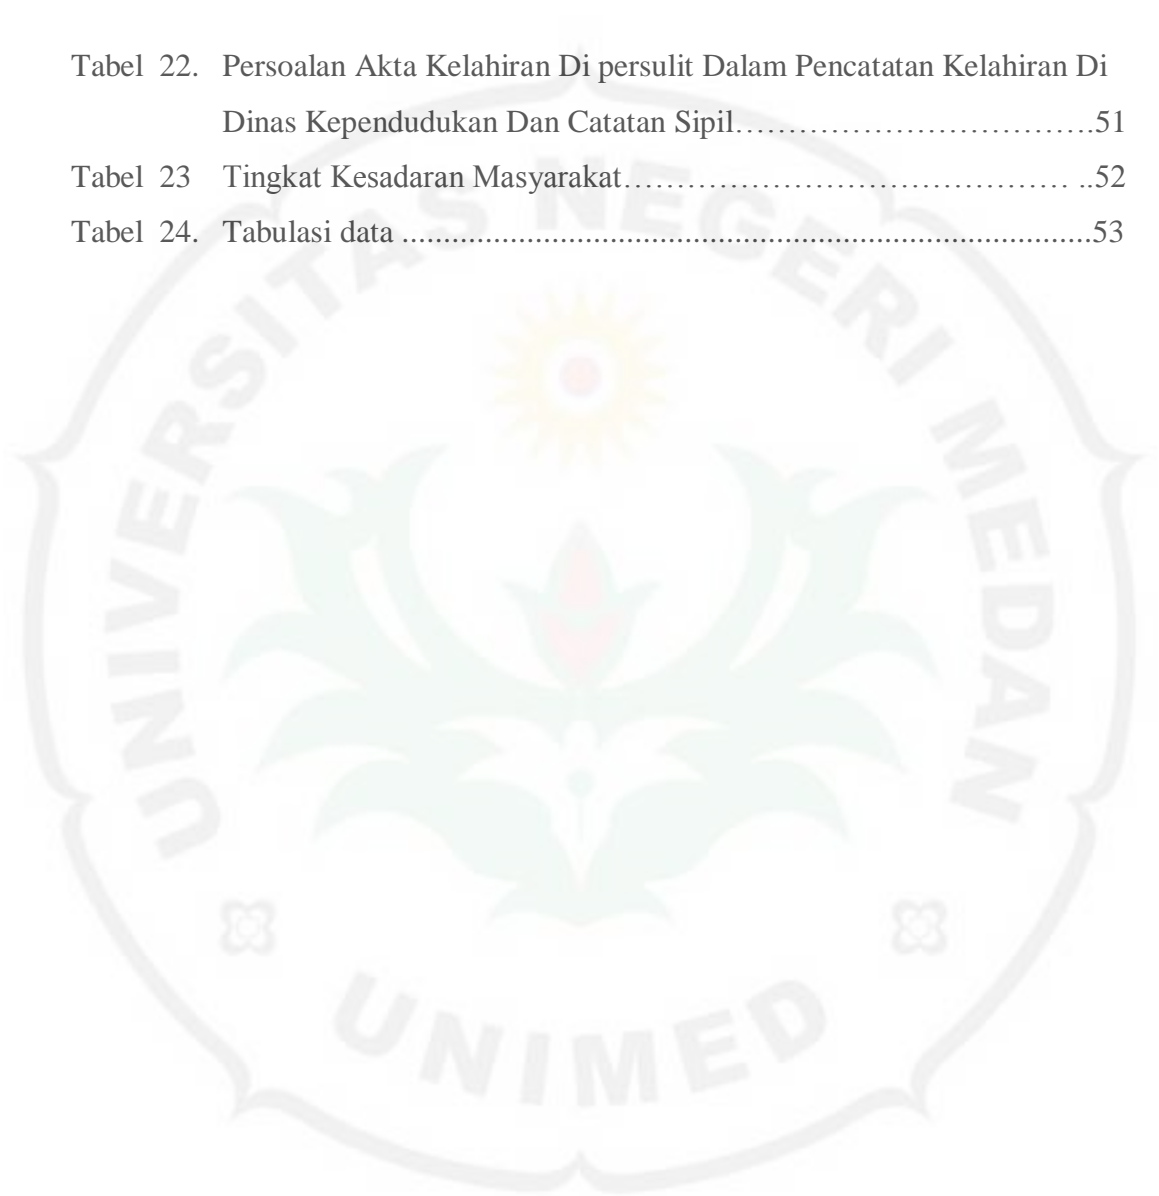 Tabel 22. Persoalan Akta Kelahiran Di persulit Dalam Pencatatan Kelahiran Di
Dinas Kependudukan Dan Catatan Sipil……………………………….51
Tabel 23 Tingkat Kesadaran Masyarakat…………………………………… ..52
Tabel 24. Tabulasi data ...................................................................................53
UNIVERSITAS NEGERI MEDAN
UNIMED